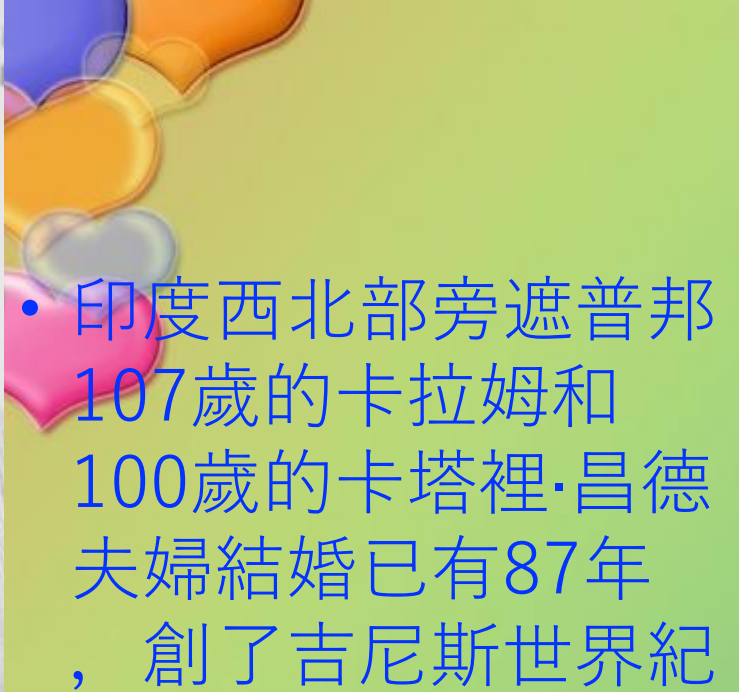 • 印度西北部旁遮普邦
107歲的卡拉姆和
100歲的卡塔裡·昌德
夫婦結婚已有87年
，創了吉尼斯世界紀